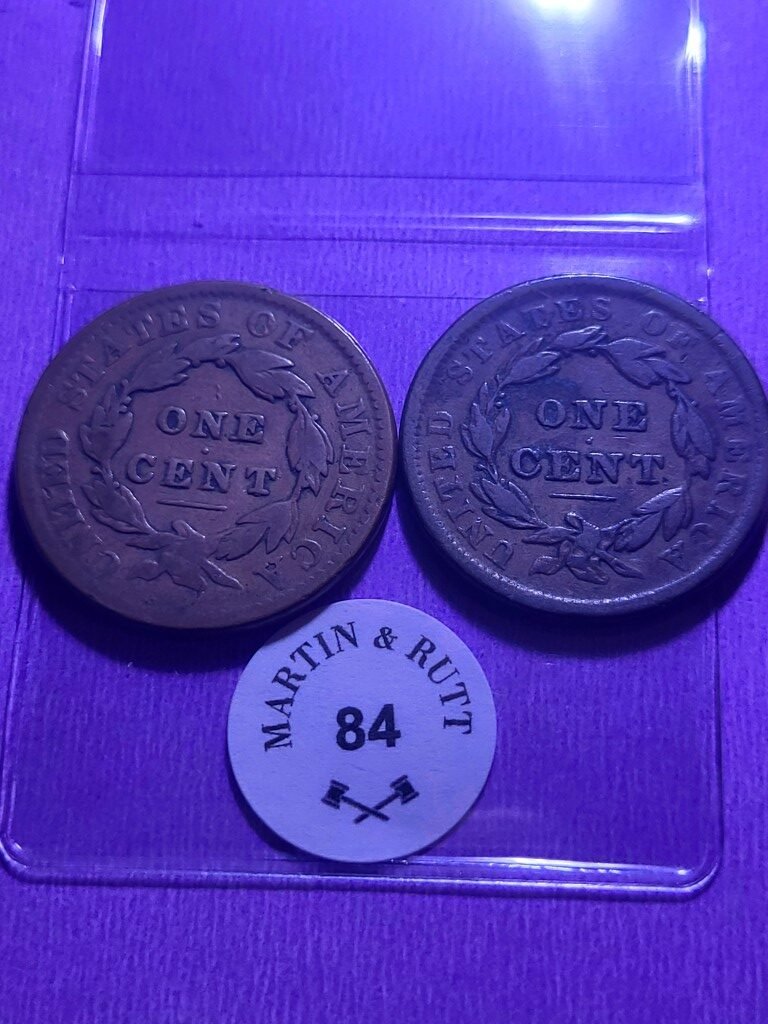 UNITED STATES OF AMERICA
ONE
CENT
UNITED STATES OF AMERICA
ONE
CENT
MARTIN & RUTT
84